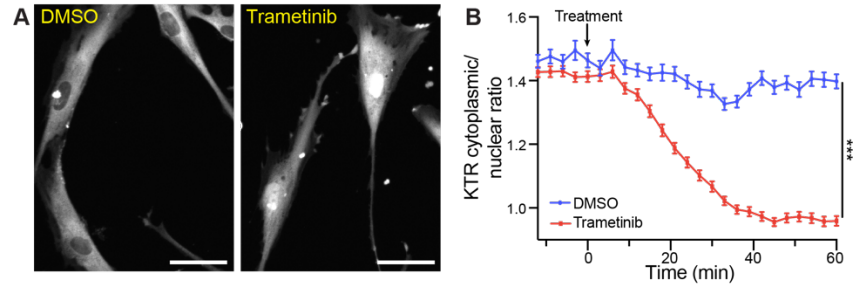 A
DMSO
Trametinib
B
Treatment
KTR cytoplasmic/
nuclear ratio
1.6
1.4
1.2
1.0
DMSO
Trametinib
***
0
20
40
60
Time (min)